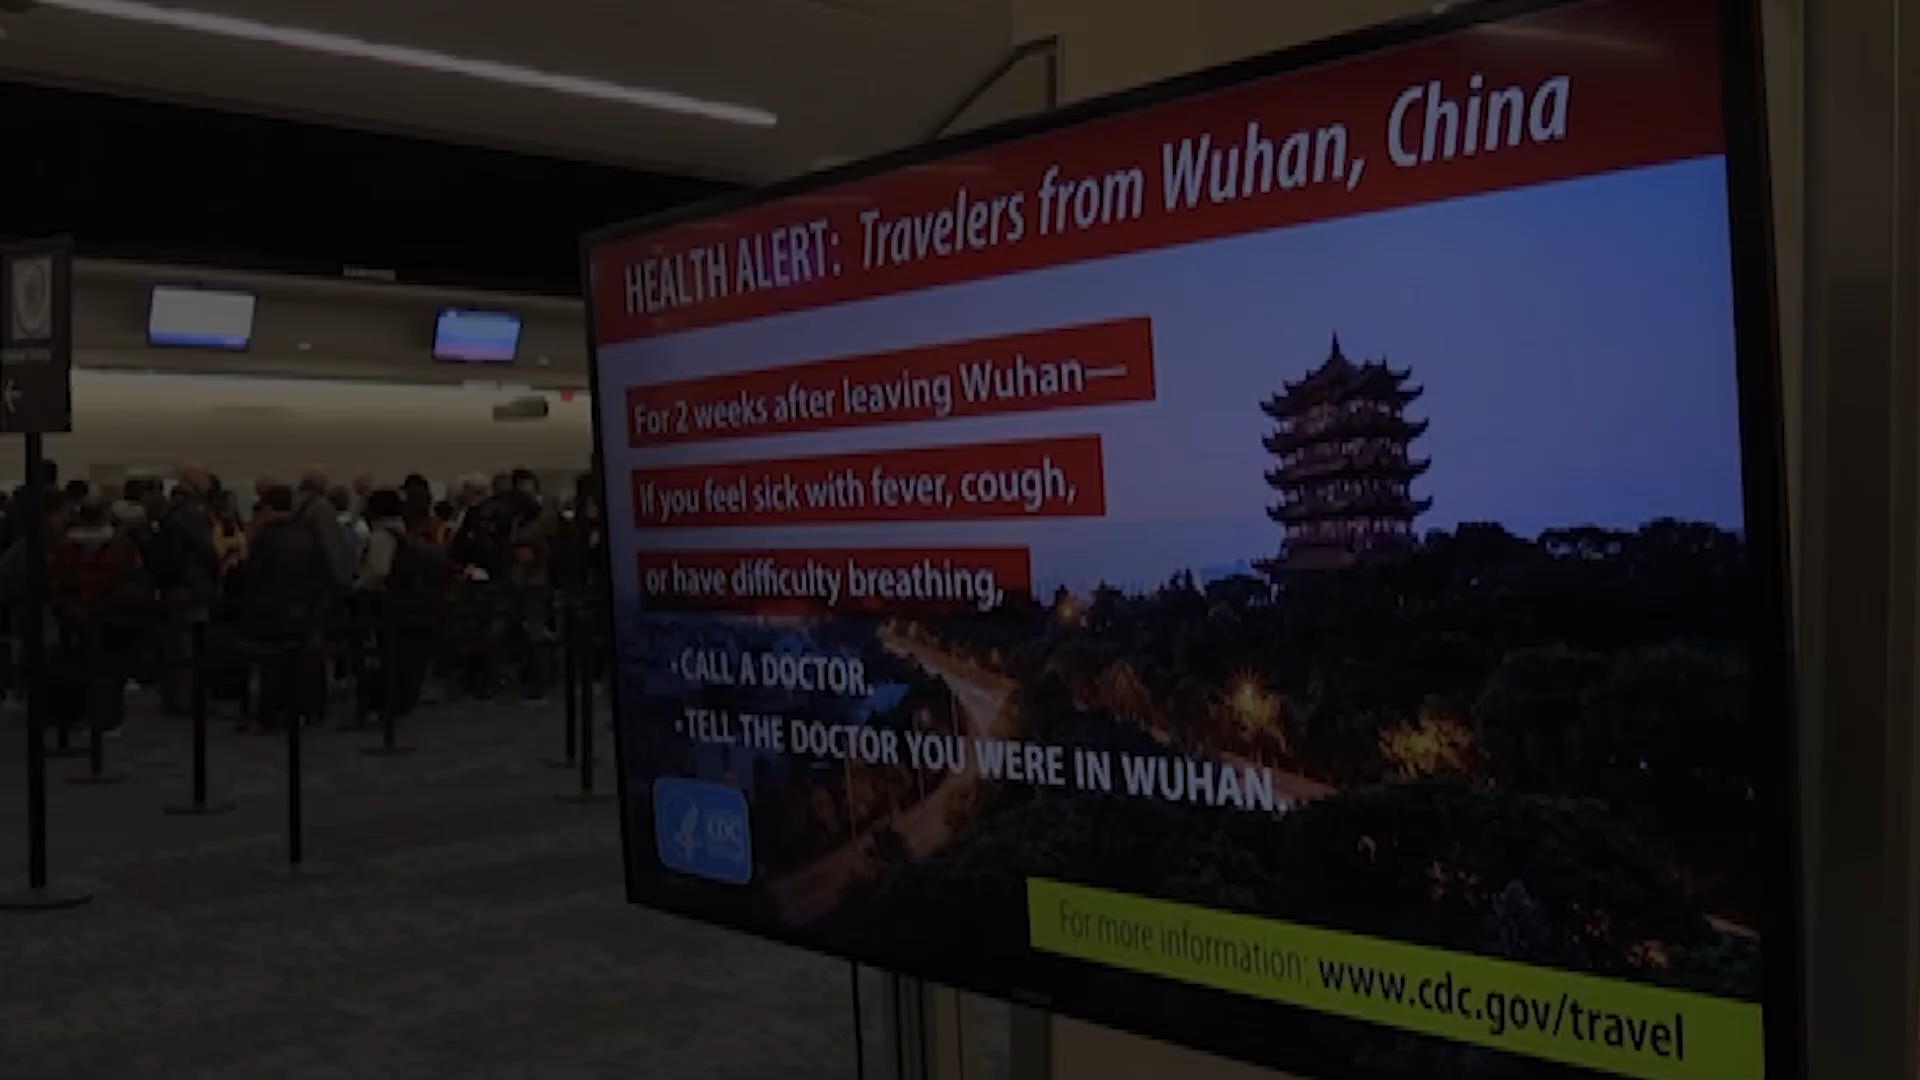 HEALTH ALERT: Travelers from Wuhan, China
For 2 weeks after leaving Wuhan—
If you feel sick with fever, cough,
or have difficulty breathing,
-CALL A DOCTOR.
-TELL THE DOCTOR YOU WERE IN WUHAN.
CDC
For more information: www.cdc.gov/travel
SAMSUNG